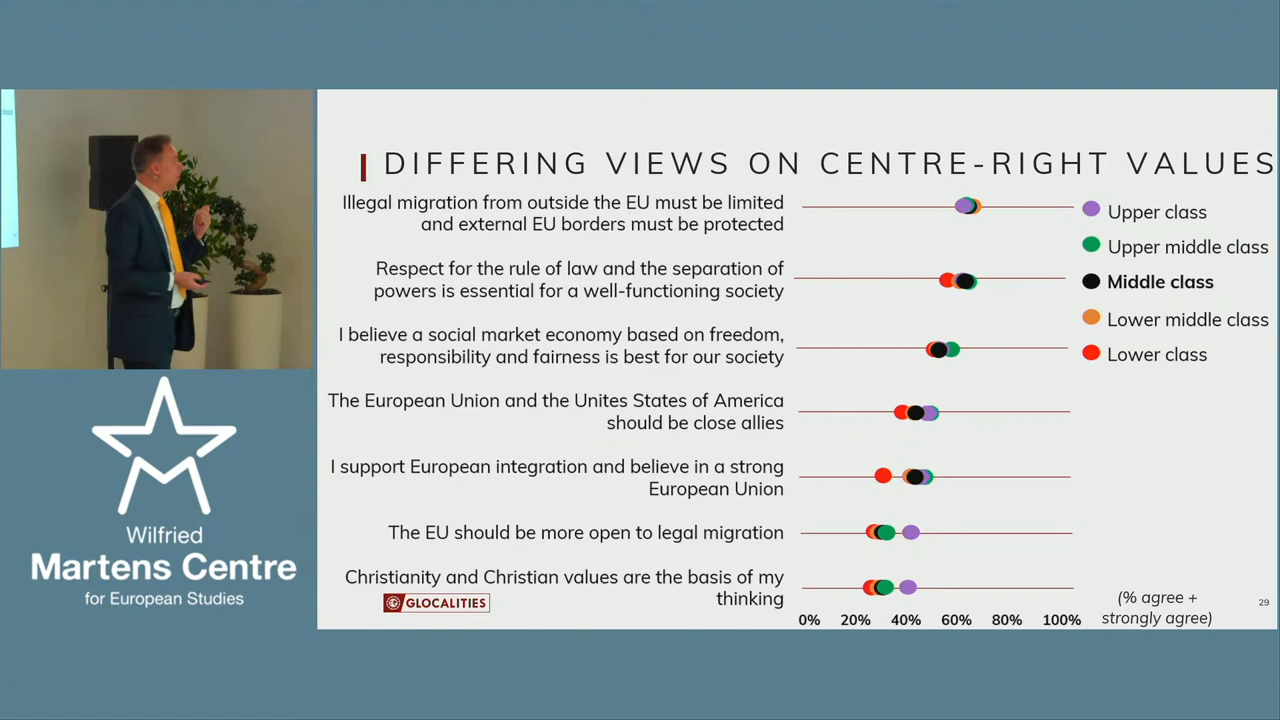 DIFFERING VIEWS ON CENTRE-RIGHT VALUES
Illegal migration from outside the EU must be limited
and external EU borders must be protected
Respect for the rule of law and the separation of
powers is essential for a well-functioning society
I believe a social market economy based on freedom,
responsibility and fairness is best for our society
The European Union and the Unites States of America
should be close allies
I support European integration and believe in a strong
European Union
The EU should be more open to legal migration
Christianity and Christian values are the basis of my
thinking
GLOCALITIES
0% 20% 40% 60% 80% 100%
Upper class
Upper middle class
Middle class
Lower middle class
Lower class
(% agree +
strongly agree)
29
Wilfried
Martens Centre
for European Studies